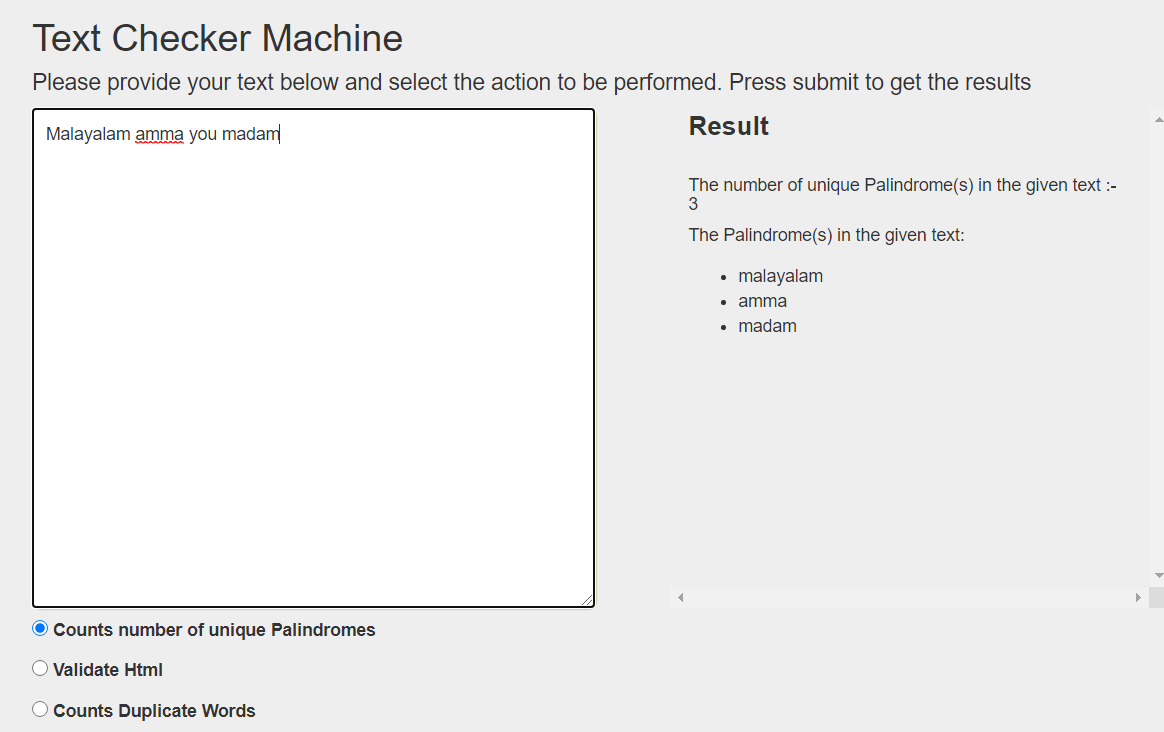 Text Checker Machine
Please provide your text below and select the action to be performed. Press submit to get the results
Malayalam amma you madam
Result
The number of unique Palindrome(s) in the given text :-
3
The Palindrome(s) in the given text:
malayalam
amma
madam
Counts number of unique Palindromes
Validate Html
Counts Duplicate Words